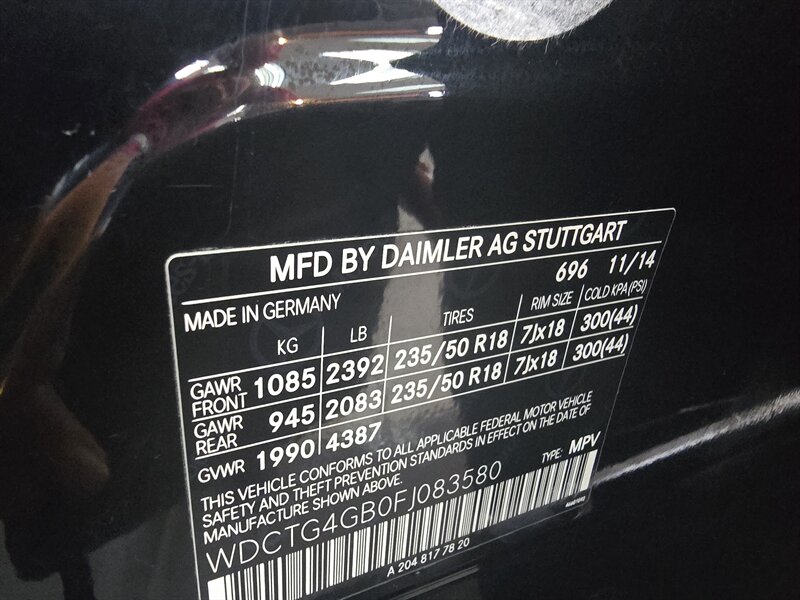 MFD BY DAIMLER AG STUTTGART
696 11/14
MADE IN GERMANY
KG LB TIRES RIM SIZE COLD KPA(PSI)
GAWR FRONT 1085 2392 235/50 R18 7Jx18 300(44)
GAWR REAR 945 2083 235/50 R18 7Jx18 300(44)
GVWR 1990 4387
THIS VEHICLE CONFORMS TO ALL APPLICABLE FEDERAL MOTOR VEHICLE
SAFETY AND THEFT PREVENTION STANDARDS IN EFFECT ON THE DATE OF
MANUFACTURE SHOWN ABOVE.
TYPE: MPV
WDCTG4GB0FJ083580
A 204 817 78 20